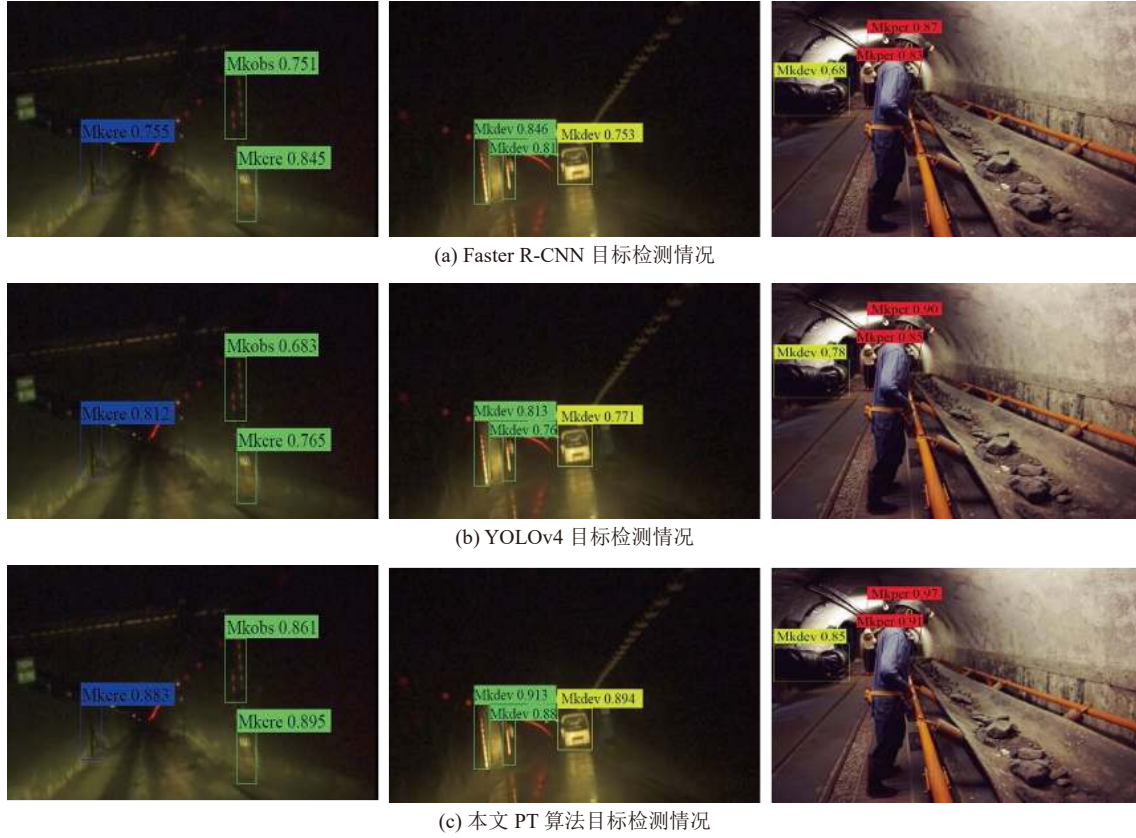 Mkobs 0.751
Mkcre 0.755
Mkcre 0.845
Mkdev 0.846
Mkdev 0.81
Mkdev 0.753
Mkper 0.87
Mkper 0.83
Mkdev 0.68
(a) Faster R-CNN 目标检测情况
Mkobs 0.683
Mkcre 0.812
Mkcre 0.765
Mkdev 0.813
Mkdev 0.76
Mkdev 0.771
Mkper 0.90
Mkper 0.85
Mkdev 0.78
(b) YOLOv4 目标检测情况
Mkobs 0.861
Mkcre 0.883
Mkcre 0.895
Mkdev 0.913
Mkdev 0.88
Mkdev 0.894
Mkper 0.97
Mkper 0.91
Mkdev 0.85
(c) 本文 PT 算法目标检测情况